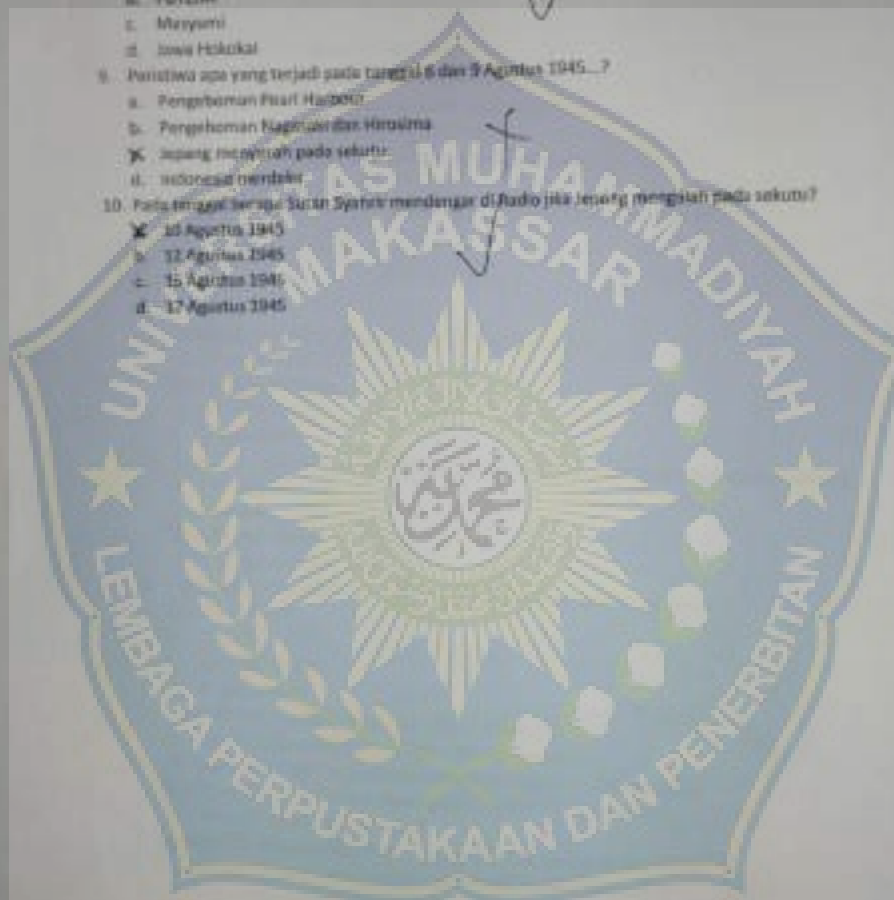 c. Masyumi
d. Jawa Hokokai
9. Peristiwa apa yang terjadi pada tanggal 6 dan 9 Agustus 1945...?
a. Pengeboman Pearl Harbour
b. Pengeboman Nagasaki dan Hirosima
Jepang menyerah pada sekutu
d. Indonesia merdeka
10. Pada tanggal berapa Sutan Syahrir mendengar di Radio jika Jepang mengalah pada sekutu?
10 Agustus 1945
b. 12 Agustus 1945
c. 15 Agustus 1945
d. 17 Agustus 1945
UNIVERSITAS MUHAMMADIYAH
MAKASSAR
LEMBAGA PERPUSTAKAAN DAN PENERBITAN